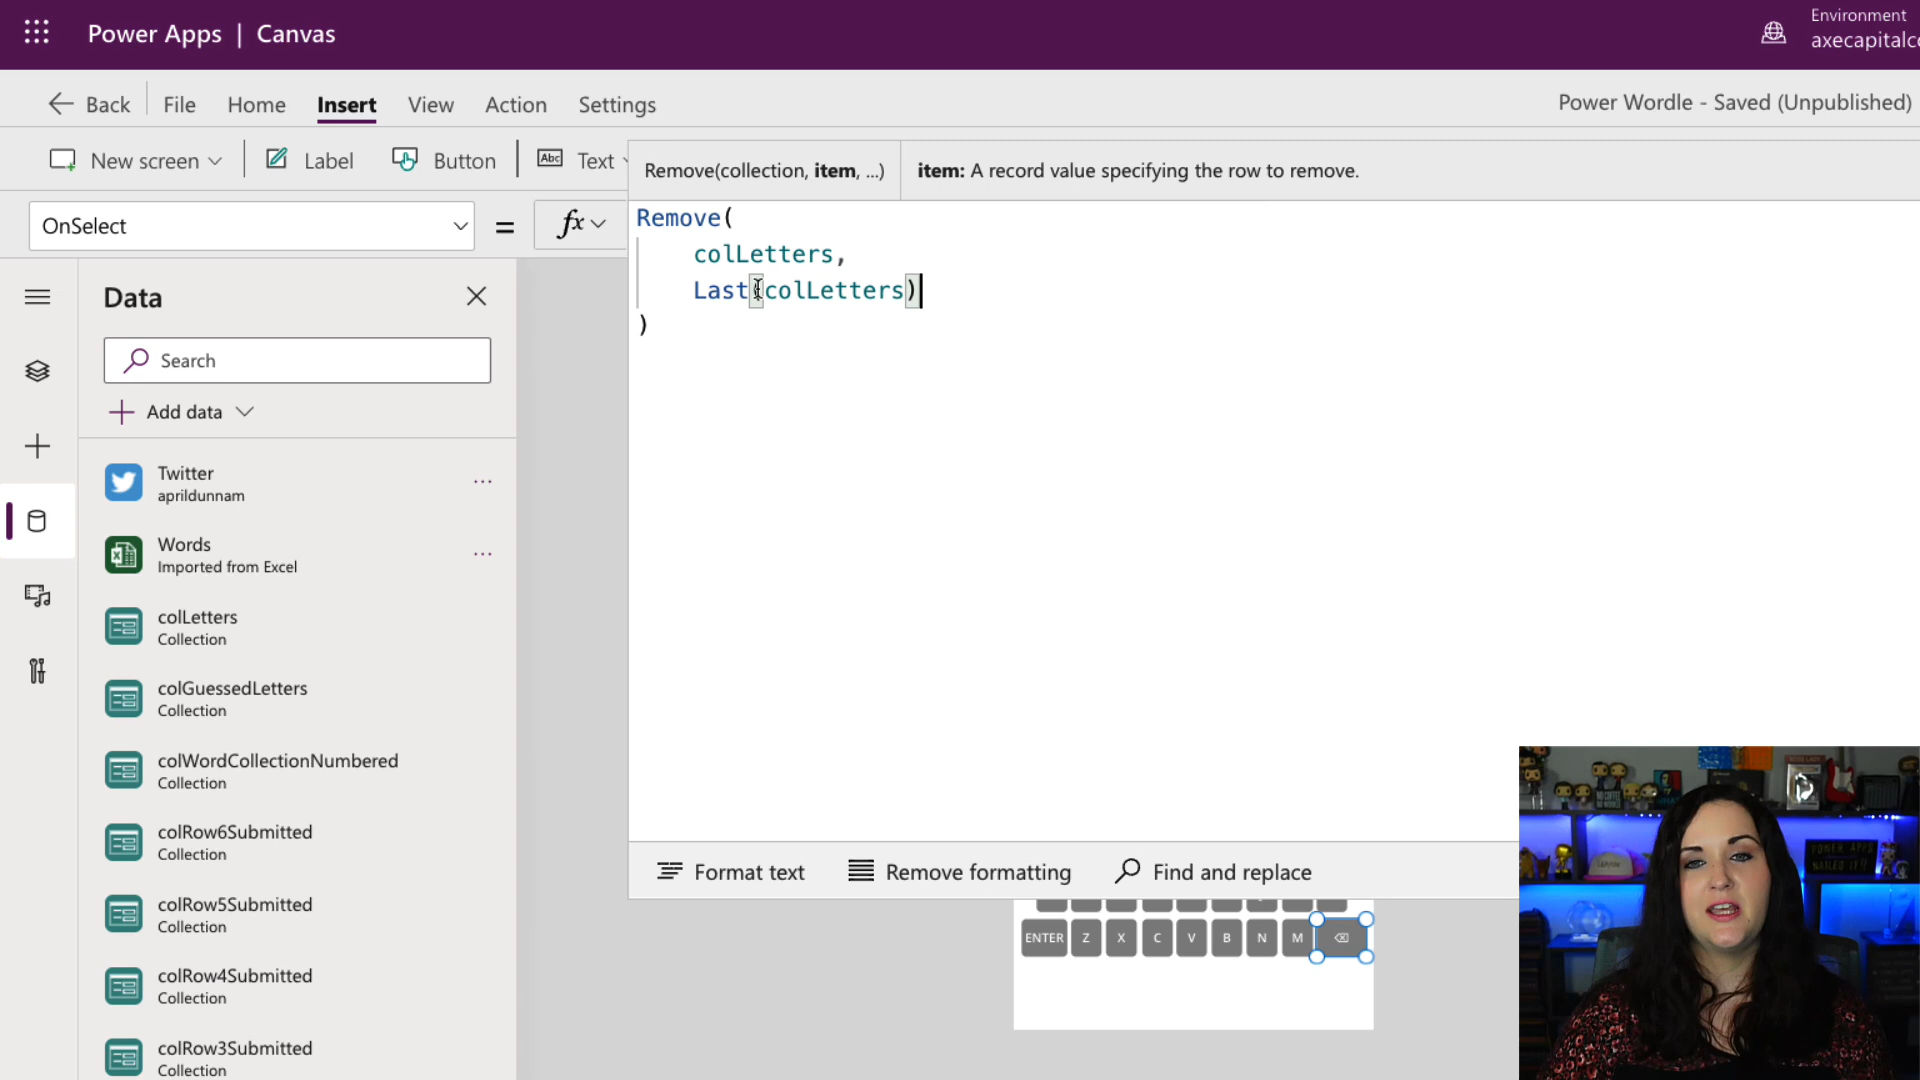 Power Apps | Canvas
Environment
axecapitalcc
Back
File
Home
Insert
View
Action
Settings
Power Wordle - Saved (Unpublished)
New screen
Label
Button
Abc
Text
Remove(collection, item, ...)
item: A record value specifying the row to remove.
OnSelect
=
fx
Remove(
colLetters,
Last(colLetters)
)
Data
Search
Add data
Twitter
aprildunnam
...
Words
Imported from Excel
...
colLetters
Collection
colGuessedLetters
Collection
colWordCollectionNumbered
Collection
colRow6Submitted
Collection
colRow5Submitted
Collection
colRow4Submitted
Collection
colRow3Submitted
Collection
Format text
Remove formatting
Find and replace
ENTER Z X C V B N M